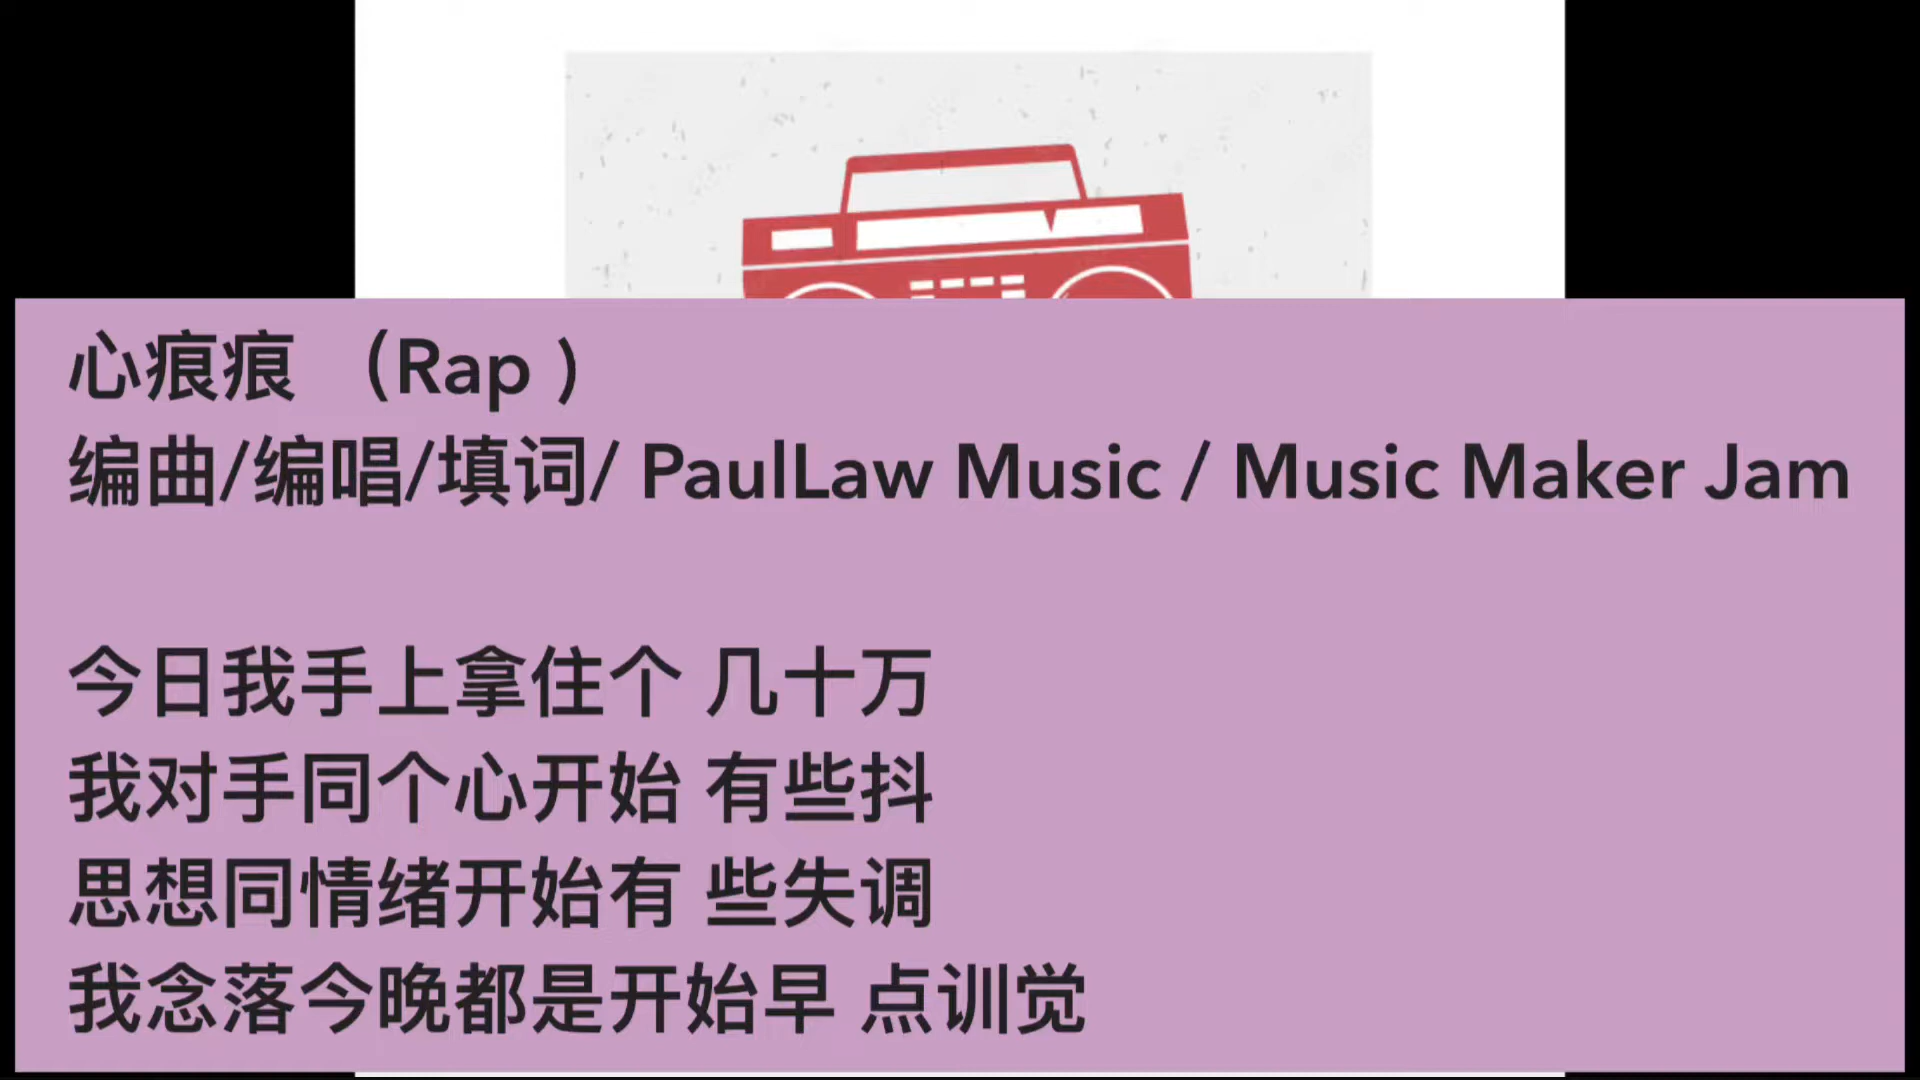 心痕痕 （Rap ）
编曲/编唱/填词/ PaulLaw Music / Music Maker Jam
今日我手上拿住个 几十万
我对手同个心开始 有些抖
思想同情绪开始有 些失调
我念落今晚都是开始早 点训觉